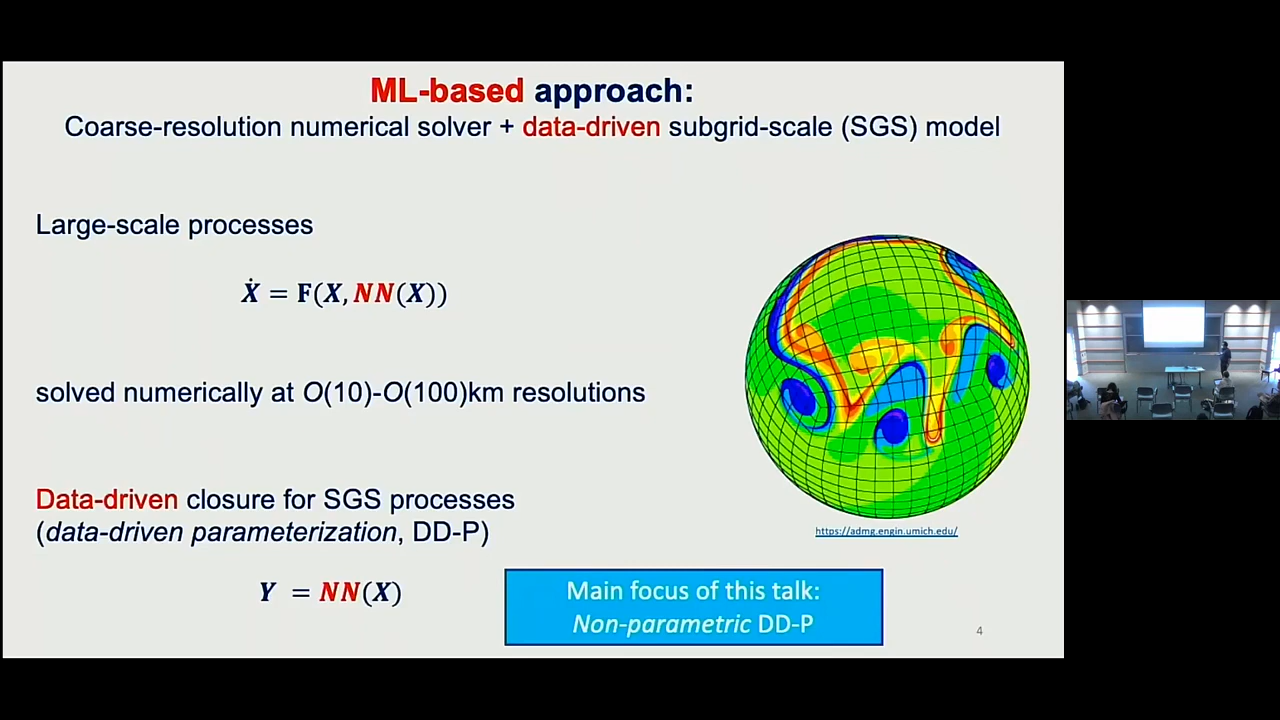 ML-based approach:
Coarse-resolution numerical solver + data-driven subgrid-scale (SGS) model
Large-scale processes
Ẋ = F(X, NN(X))
solved numerically at O(10)-O(100)km resolutions
Data-driven closure for SGS processes
(data-driven parameterization, DD-P)
Y = NN(X)
https://admg.engin.umich.edu/
Main focus of this talk:
Non-parametric DD-P
4